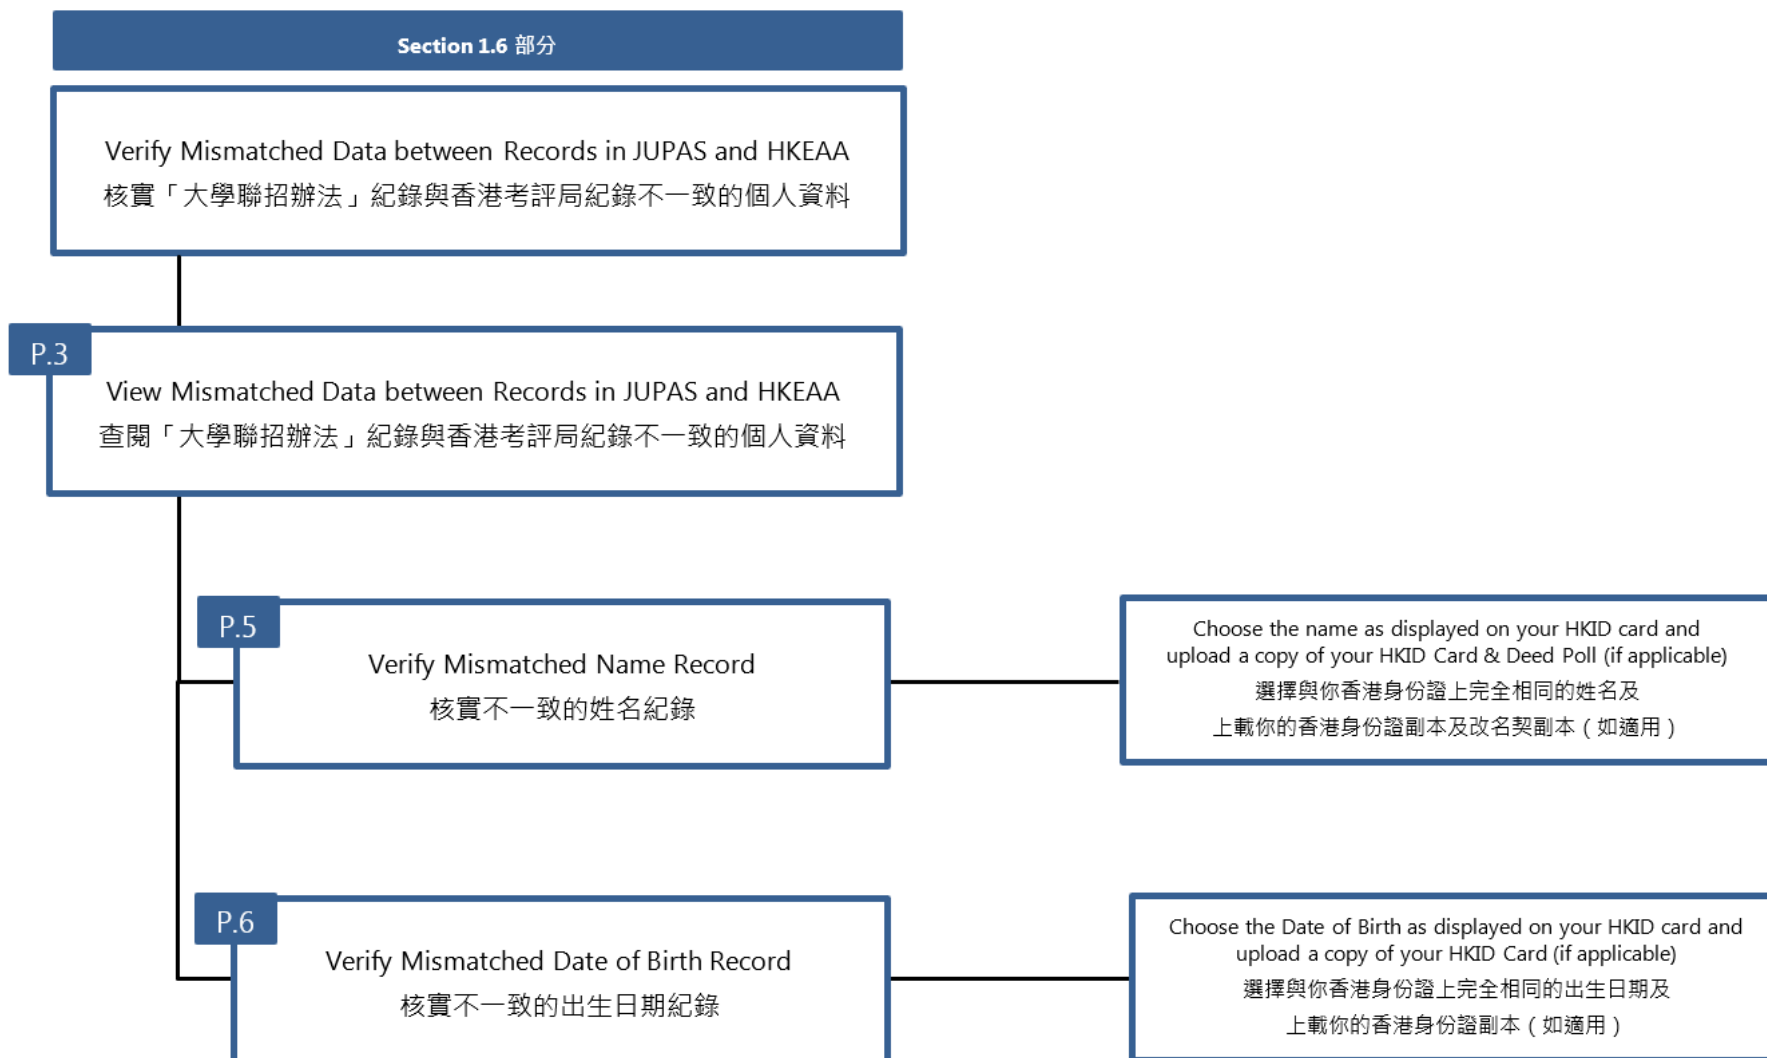 Section 1.6 部分
Verify Mismatched Data between Records in JUPAS and HKEAA
核實「大學聯招辦法」紀錄與香港考評局紀錄不一致的個人資料
P.3
View Mismatched Data between Records in JUPAS and HKEAA
查閱「大學聯招辦法」紀錄與香港考評局紀錄不一致的個人資料
P.5
Verify Mismatched Name Record
核實不一致的姓名紀錄
Choose the name as displayed on your HKID card and
upload a copy of your HKID Card & Deed Poll (if applicable)
選擇與你香港身份證上完全相同的姓名及
上載你的香港身份證副本及改名契副本（如適用）
P.6
Verify Mismatched Date of Birth Record
核實不一致的出生日期紀錄
Choose the Date of Birth as displayed on your HKID card and
upload a copy of your HKID Card (if applicable)
選擇與你香港身份證上完全相同的出生日期及
上載你的香港身份證副本（如適用）